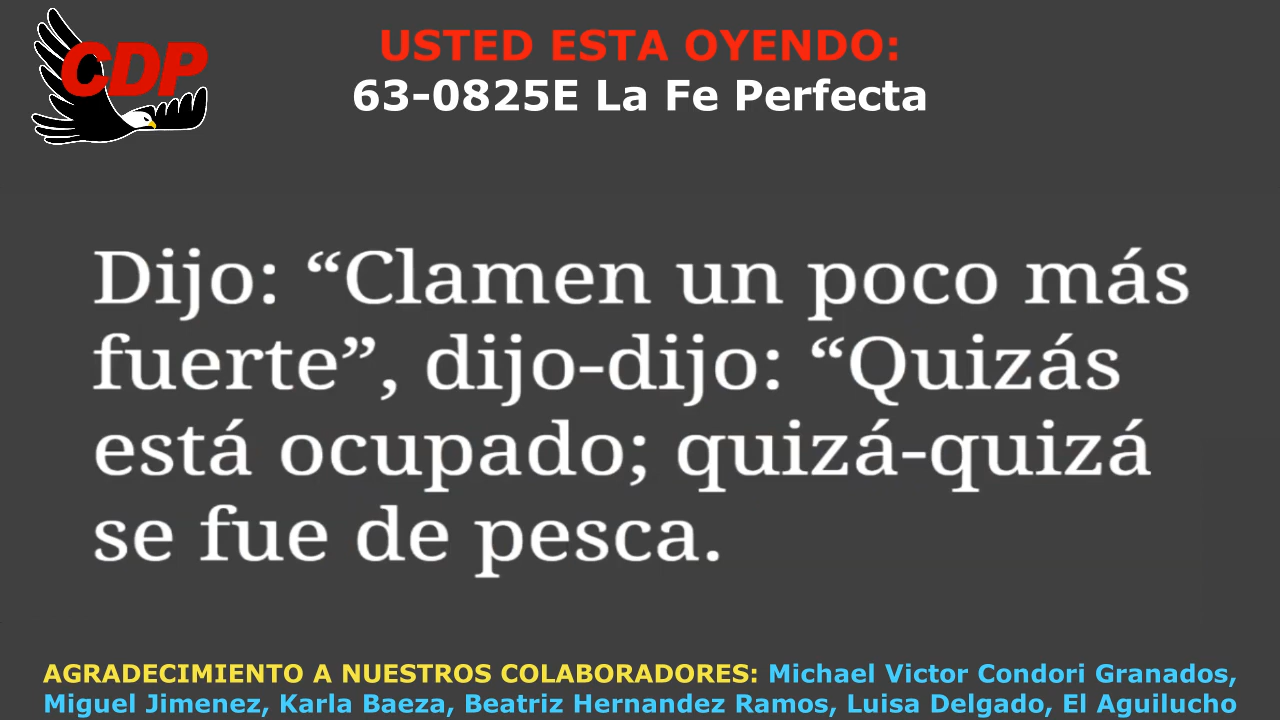 CDP
USTED ESTA OYENDO:
63-0825E La Fe Perfecta
Dijo: “Clamen un poco más
fuerte”, dijo-dijo: “Quizás
está ocupado; quizá-quizá
se fue de pesca.
AGRADECIMIENTO A NUESTROS COLABORADORES: Michael Victor Condori Granados,
Miguel Jimenez, Karla Baeza, Beatriz Hernandez Ramos, Luisa Delgado, El Aguilucho